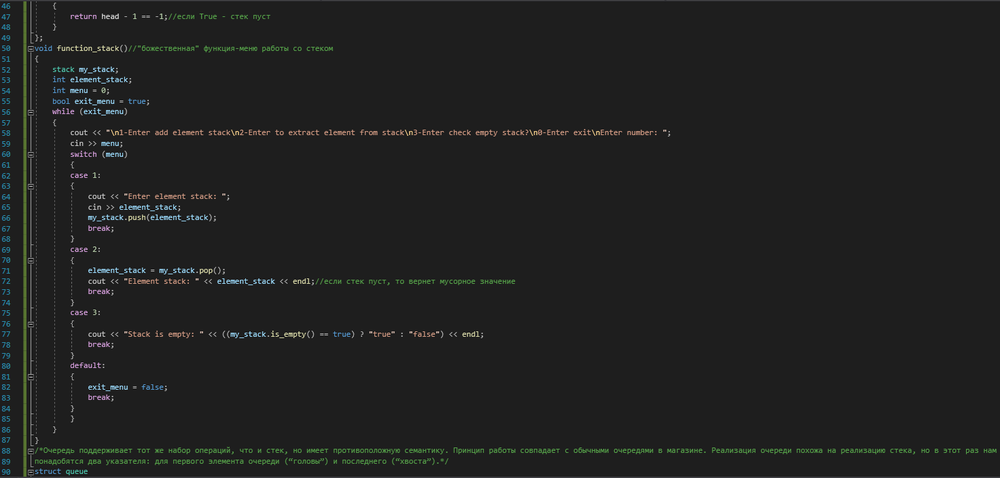 46 {
47 return head - 1 == -1;//если True - стек пуст
48 }
49 };
50 void function_stack()//"божественная" функция-меню работы со стеком
51 {
52 stack my_stack;
53 int element_stack;
54 int menu = 0;
55 bool exit_menu = true;
56 while (exit_menu)
57 {
58 cout << "\n1-Enter add element stack\n2-Enter to extract element from stack\n3-Enter check empty stack?\n0-Enter exit\nEnter number: ";
59 cin >> menu;
60 switch (menu)
61 {
62 case 1:
63 {
64 cout << "Enter element stack: ";
65 cin >> element_stack;
66 my_stack.push(element_stack);
67 break;
68 }
69 case 2:
70 {
71 element_stack = my_stack.pop();
72 cout << "Element stack: " << element_stack << endl;//если стек пуст, то вернет мусорное значение
73 break;
74 }
75 case 3:
76 {
77 cout << "Stack is empty: " << ((my_stack.is_empty() == true) ? "true" : "false") << endl;
78 break;
79 }
80 default:
81 {
82 exit_menu = false;
83 break;
84 }
85 }
86 }
87 }
88 /*Очередь поддерживает тот же набор операций, что и стек, но имеет противоположную семантику. Принцип работы совпадает с обычными очередями в магазине. Реализация очереди похожа на реализацию стека, но в этот раз нам
89 понадобятся два указателя: для первого элемента очереди (“головы”) и последнего (“хвоста”).*/
90 struct queue